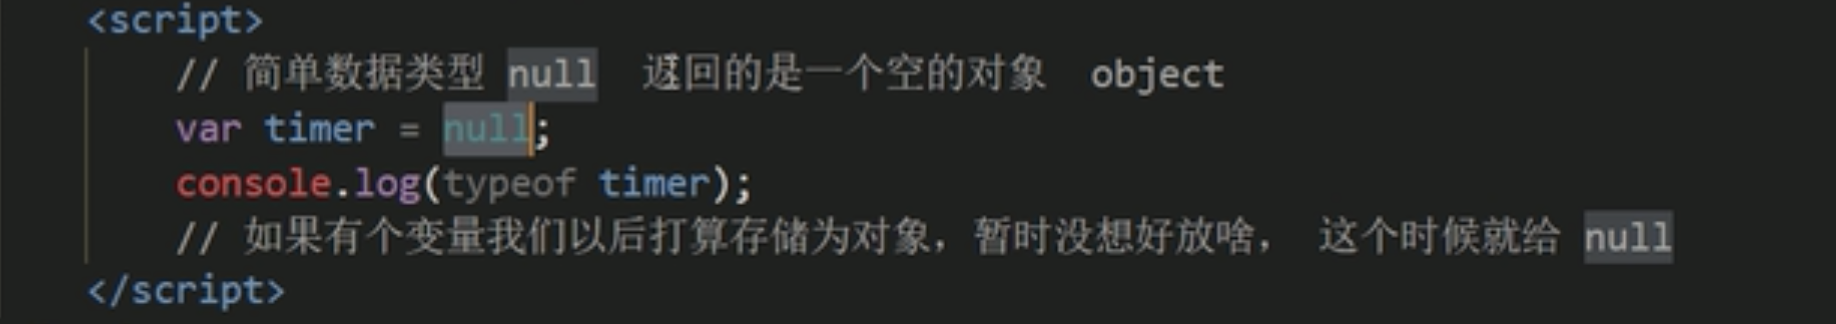 <script>
// 简单数据类型 null 返回的是一个空的对象 object
var timer = null;
console.log(typeof timer);
// 如果有个变量我们以后打算存储为对象，暂时没想好放啥， 这个时候就给 null
</script>